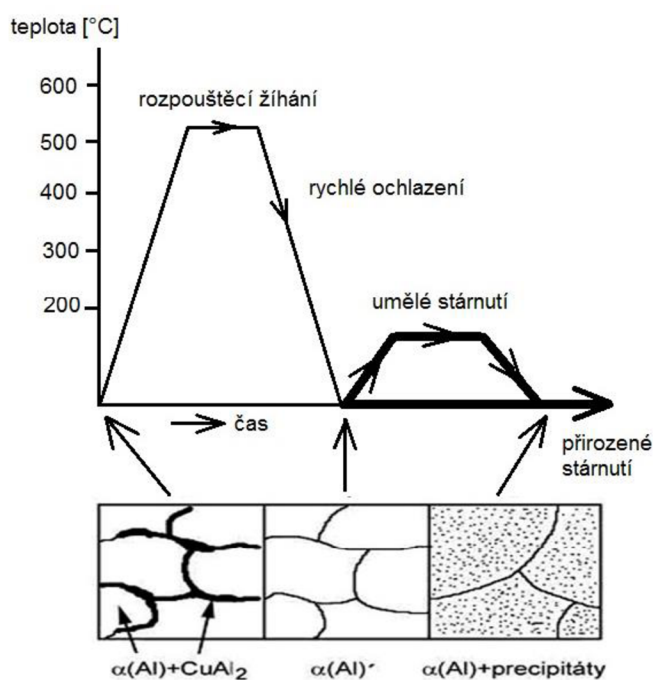 teplota [°C]
600
rozpouštěcí žíhání
500
400
rychlé ochlazení
300
umělé stárnutí
200
čas
přirozené
stárnutí
α(Al)+CuAl₂
α(Al)´
α(Al)+precipitáty